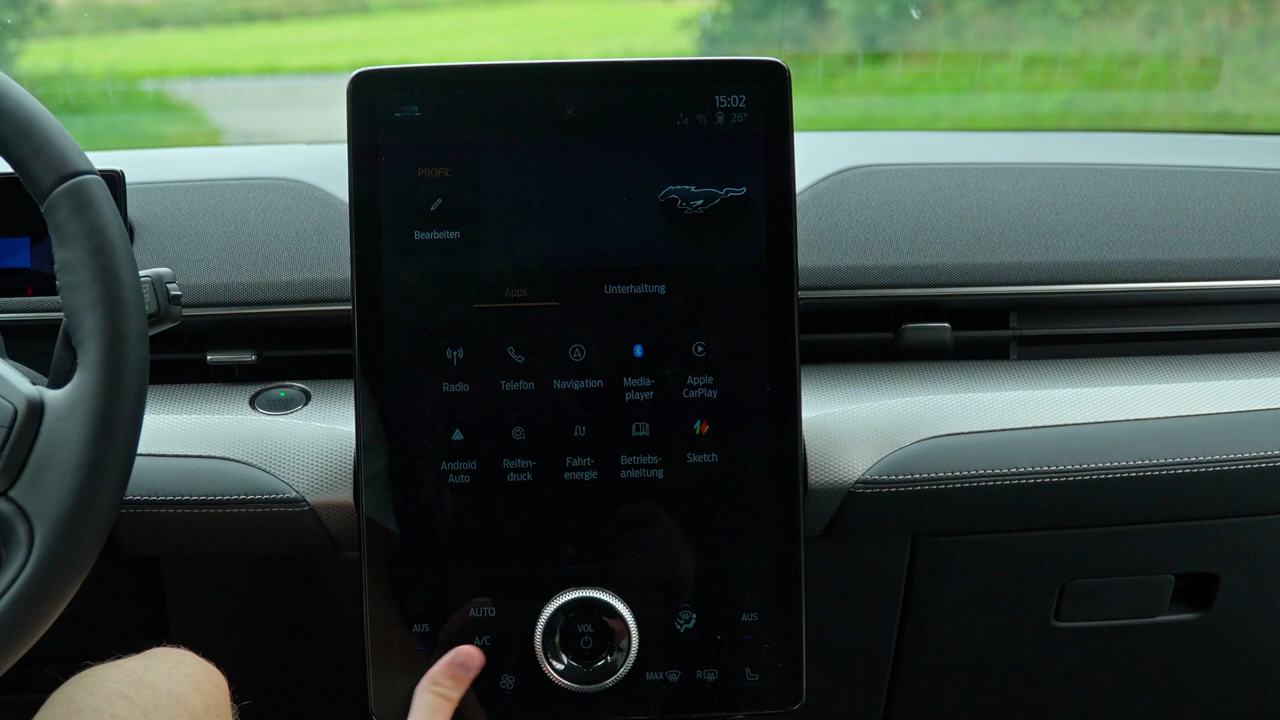 15:02
26°
PROFIL
Bearbeiten
Apps
Unterhaltung
Radio
Telefon
Navigation
Media-
player
Apple
CarPlay
Android
Auto
Reifen-
druck
Fahrt-
energie
Betriebs-
anleitung
Sketch
AUTO
AUS
A/C
VOL
AUS
MAX
R